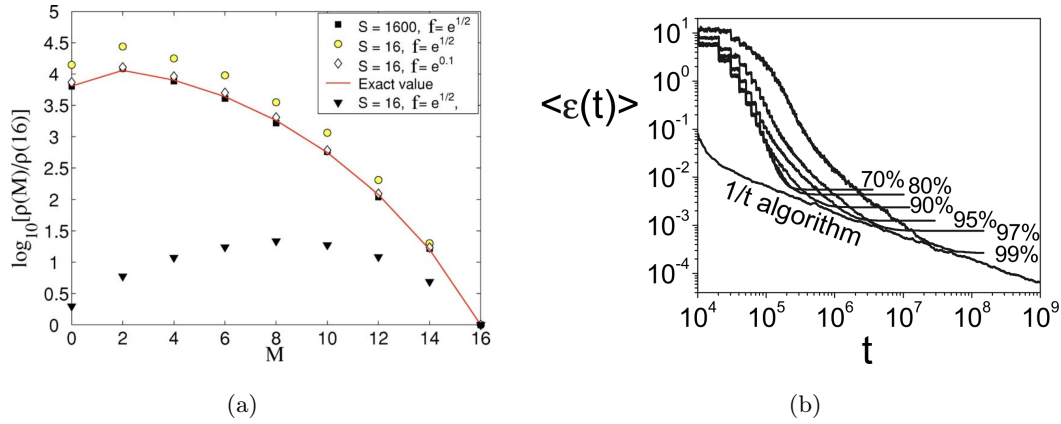 5
4.5
4
3.5
3
2.5
2
1.5
1
0.5
0
log₁₀[ρ(M)/ρ(16)]
0 2 4 6 8 10 12 14 16
M
S = 1600, f= e^{1/2}
S = 16, f= e^{1/2}
S = 16, f= e^{0.1}
Exact value
S = 16, f= e^{1/2},
(a)
<ε(t)>
10^1
10^0
10^{-1}
10^{-2}
10^{-3}
10^{-4}
1/t algorithm
70% 80%
90%
95% 97%
99%
10^4 10^5 10^6 10^7 10^8 10^9
t
(b)